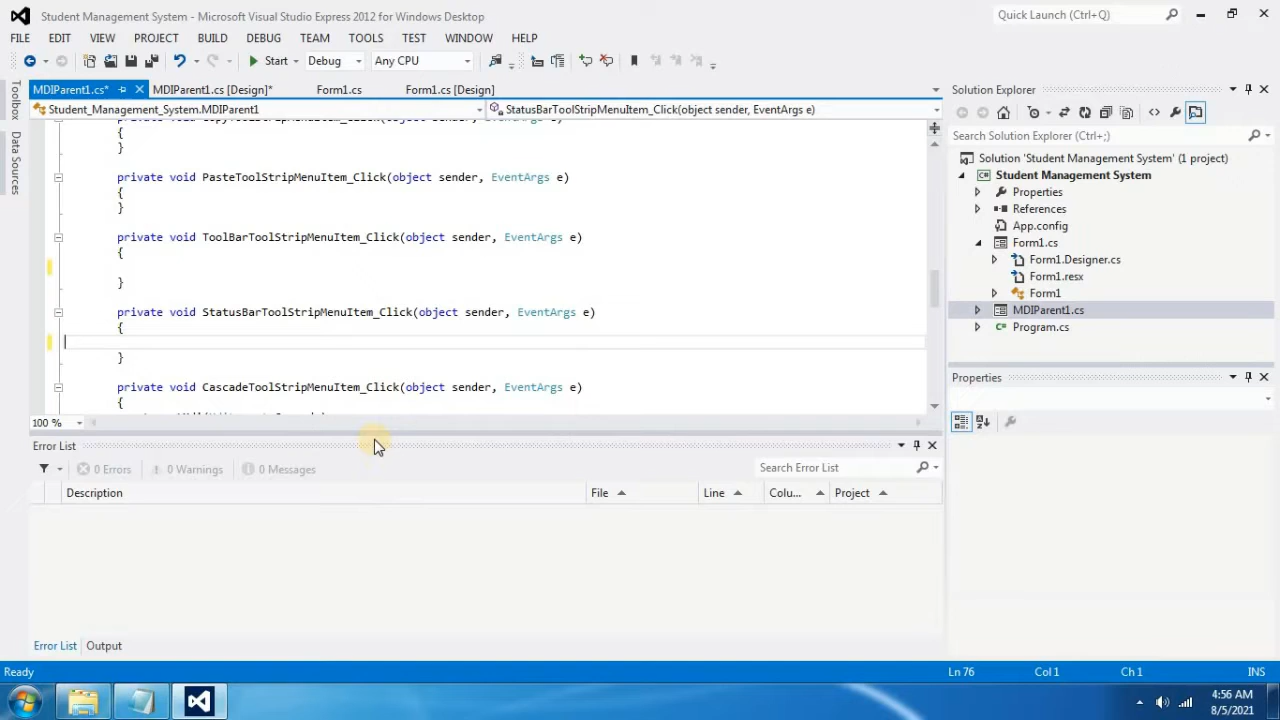 Student Management System - Microsoft Visual Studio Express 2012 for Windows Desktop
Quick Launch (Ctrl+Q)
FILE EDIT VIEW PROJECT BUILD DEBUG TEAM TOOLS TEST WINDOW HELP
Start Debug Any CPU
Toolbox
Data Sources
MDIParent1.cs* MDIParent1.cs [Design]* Form1.cs Form1.cs [Design]
Student_Management_System.MDIParent1 StatusBarToolStripMenuItem_Click(object sender, EventArgs e)
{
}
private void PasteToolStripMenuItem_Click(object sender, EventArgs e)
{
}
private void ToolBarToolStripMenuItem_Click(object sender, EventArgs e)
{
}
private void StatusBarToolStripMenuItem_Click(object sender, EventArgs e)
{
}
private void CascadeToolStripMenuItem_Click(object sender, EventArgs e)
{
100 %
Error List
0 Errors 0 Warnings 0 Messages
Search Error List
Description File Line Colu... Project
Error List Output
Solution Explorer
Search Solution Explorer (Ctrl+;)
Solution 'Student Management System' (1 project)
Student Management System
Properties
References
App.config
Form1.cs
Form1.Designer.cs
Form1.resx
Form1
MDIParent1.cs
Program.cs
Properties
Ready Ln 76 Col 1 Ch 1 INS
4:56 AM
8/5/2021